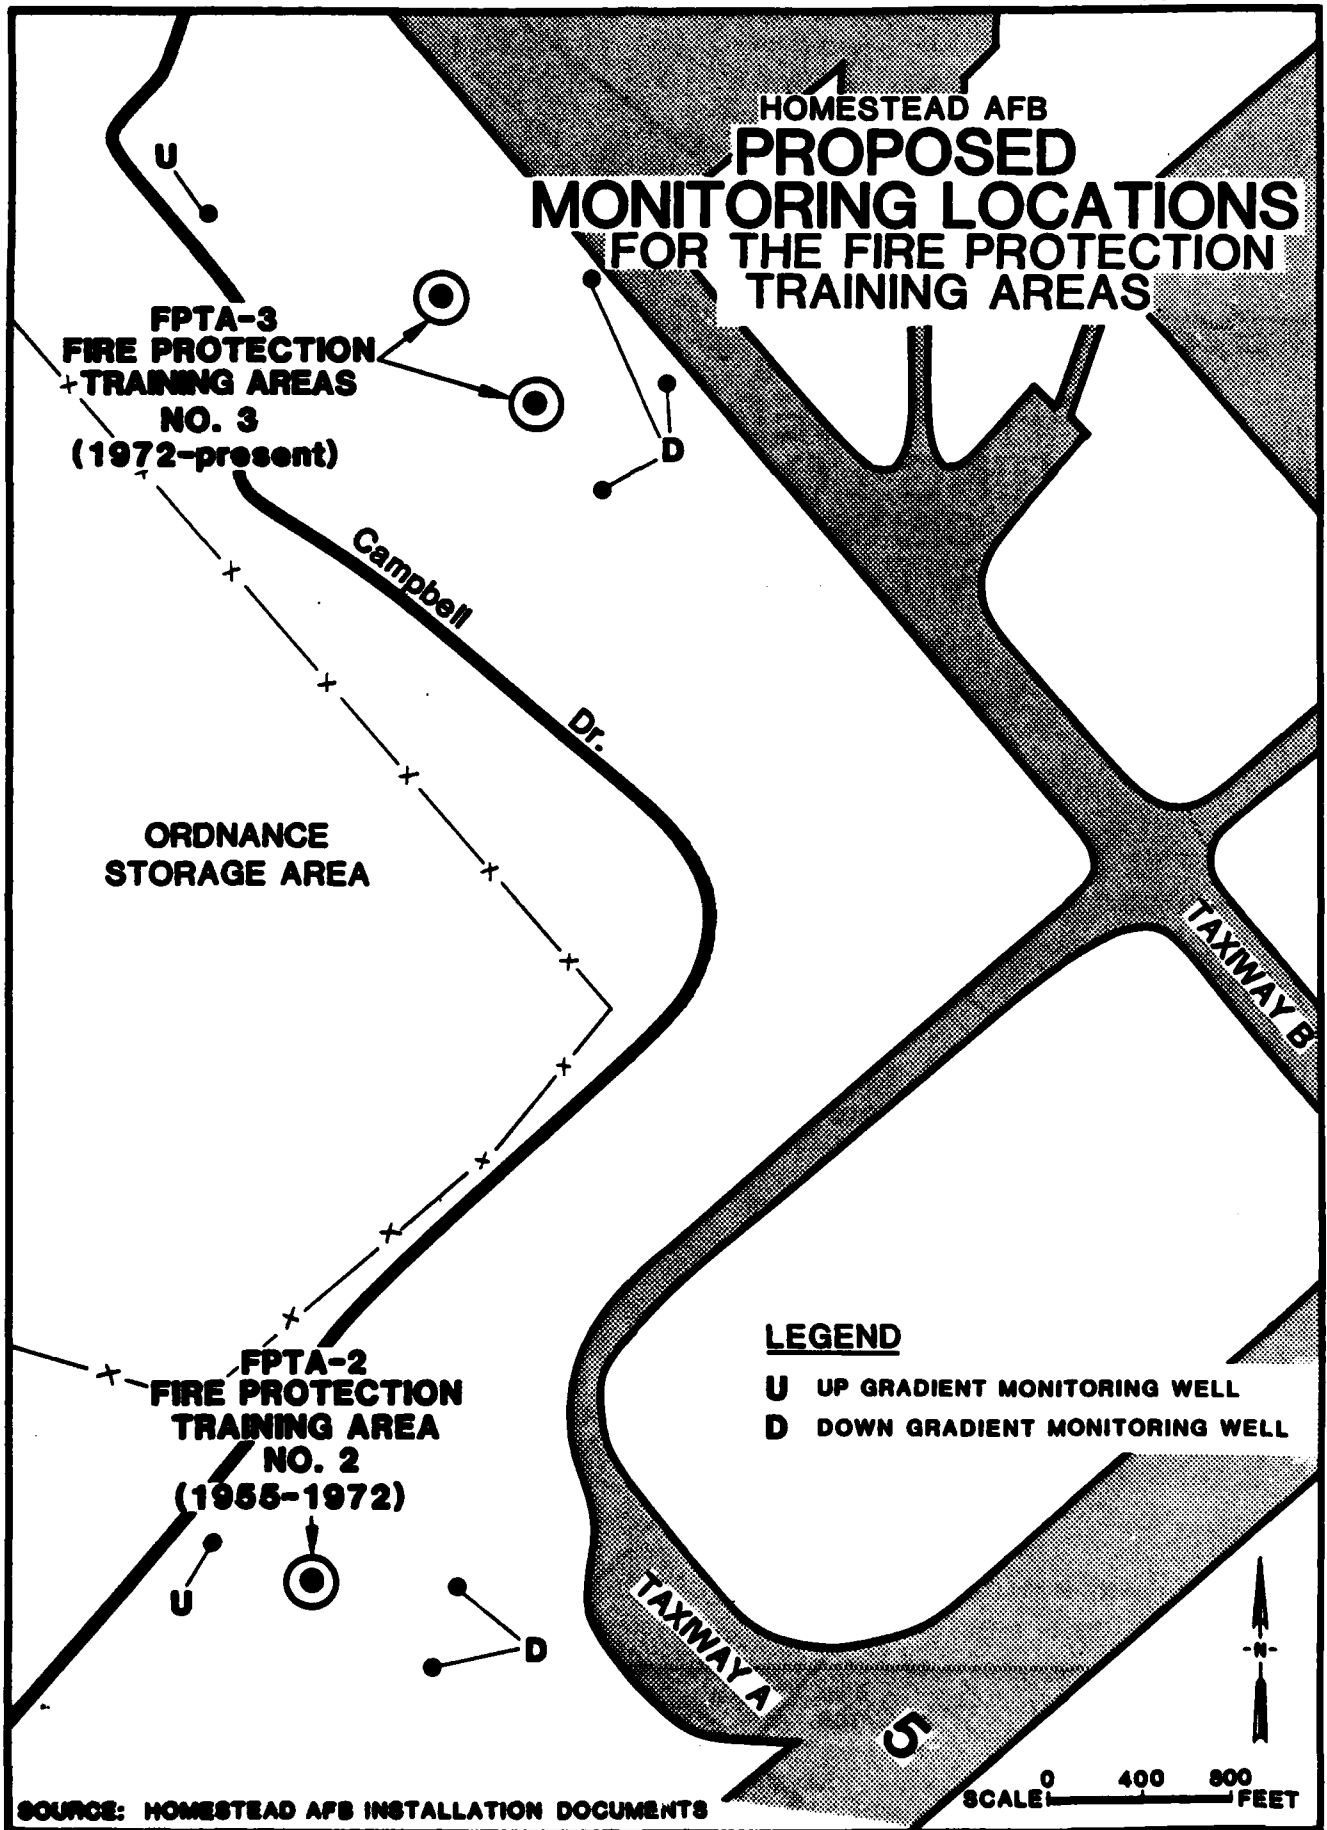 HOMESTEAD AFB
PROPOSED
MONITORING LOCATIONS
FOR THE FIRE PROTECTION
TRAINING AREAS
U
FPTA-3
FIRE PROTECTION
TRAINING AREAS
NO. 3
(1972-present)
D
Campbell
Dr.
ORDNANCE
STORAGE AREA
TAXIWAY B
FPTA-2
FIRE PROTECTION
TRAINING AREA
NO. 2
(1955-1972)
LEGEND
U UP GRADIENT MONITORING WELL
D DOWN GRADIENT MONITORING WELL
U
D
TAXIWAY A
5
-N-
0 400 800
SCALE FEET
SOURCE: HOMESTEAD AFB INSTALLATION DOCUMENTS